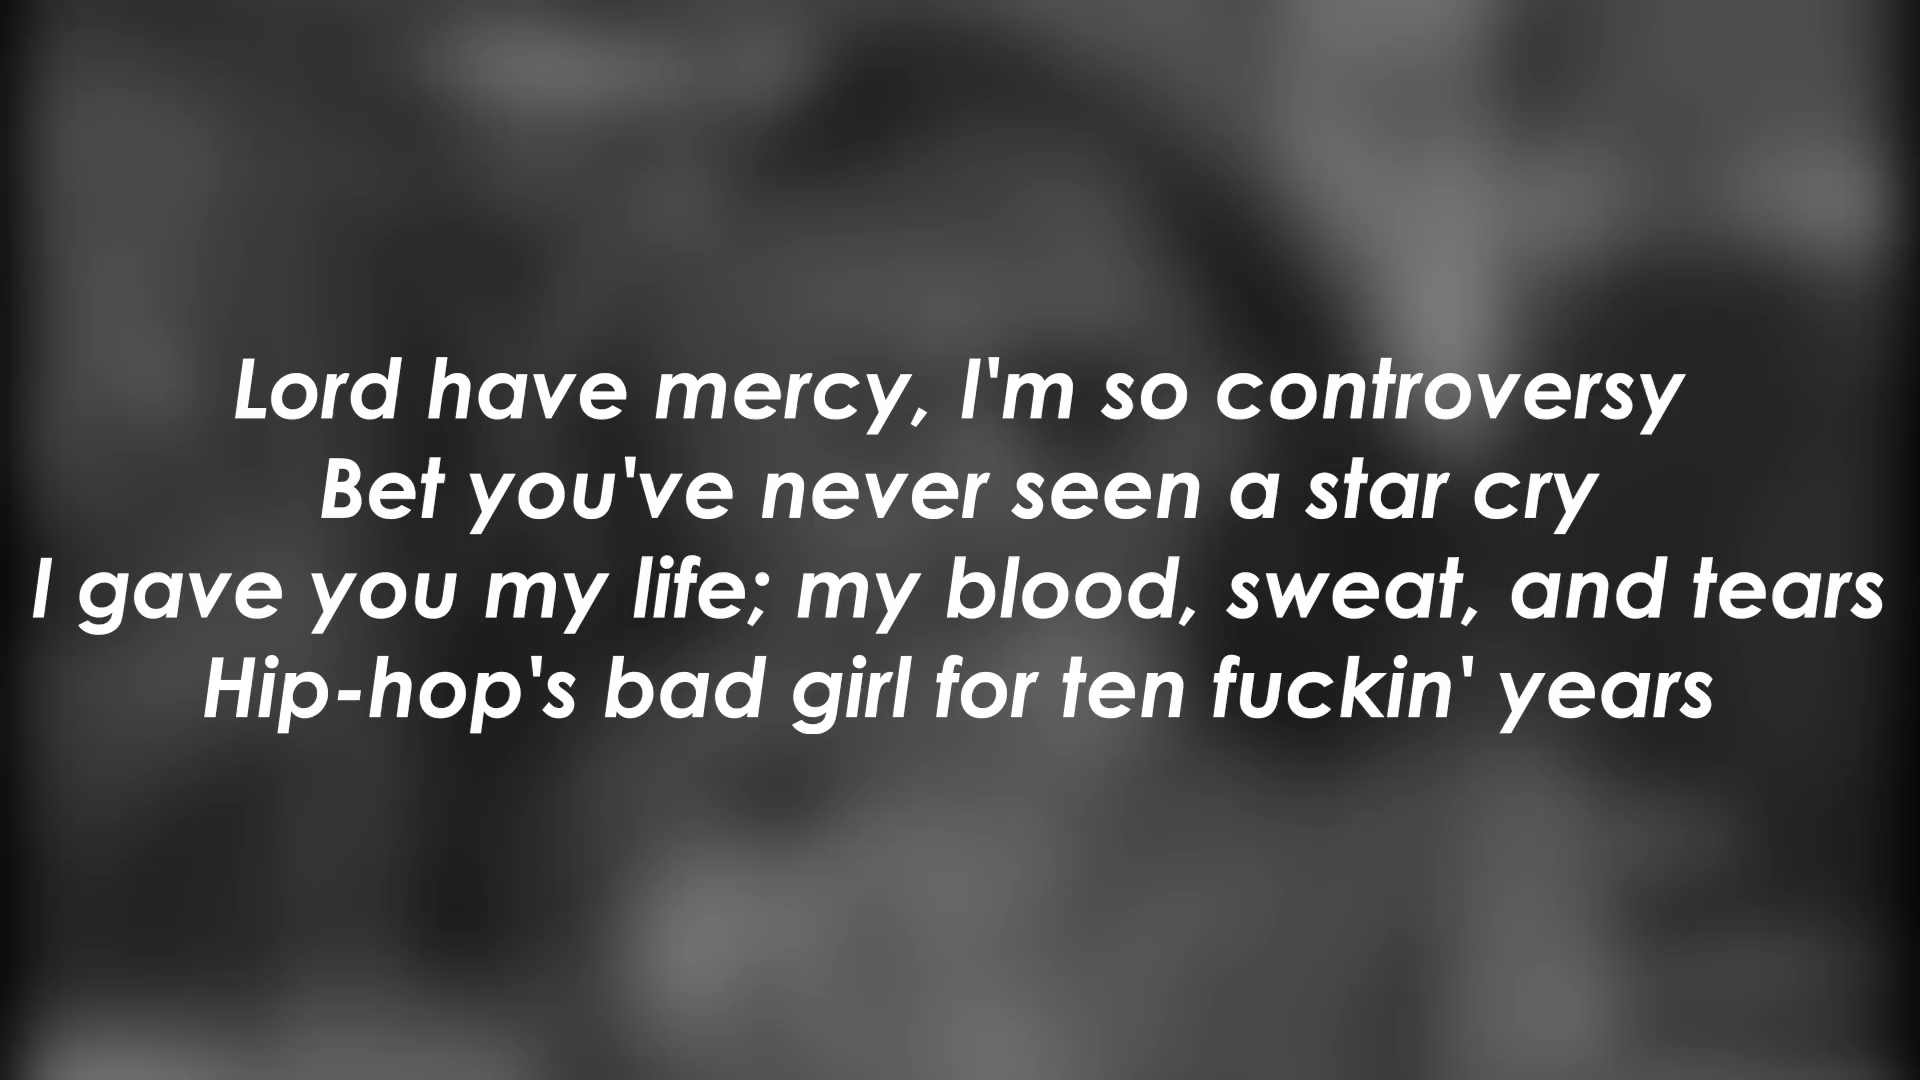 Lord have mercy, I'm so controversy
Bet you've never seen a star cry
I gave you my life; my blood, sweat, and tears
Hip-hop's bad girl for ten fuckin' years